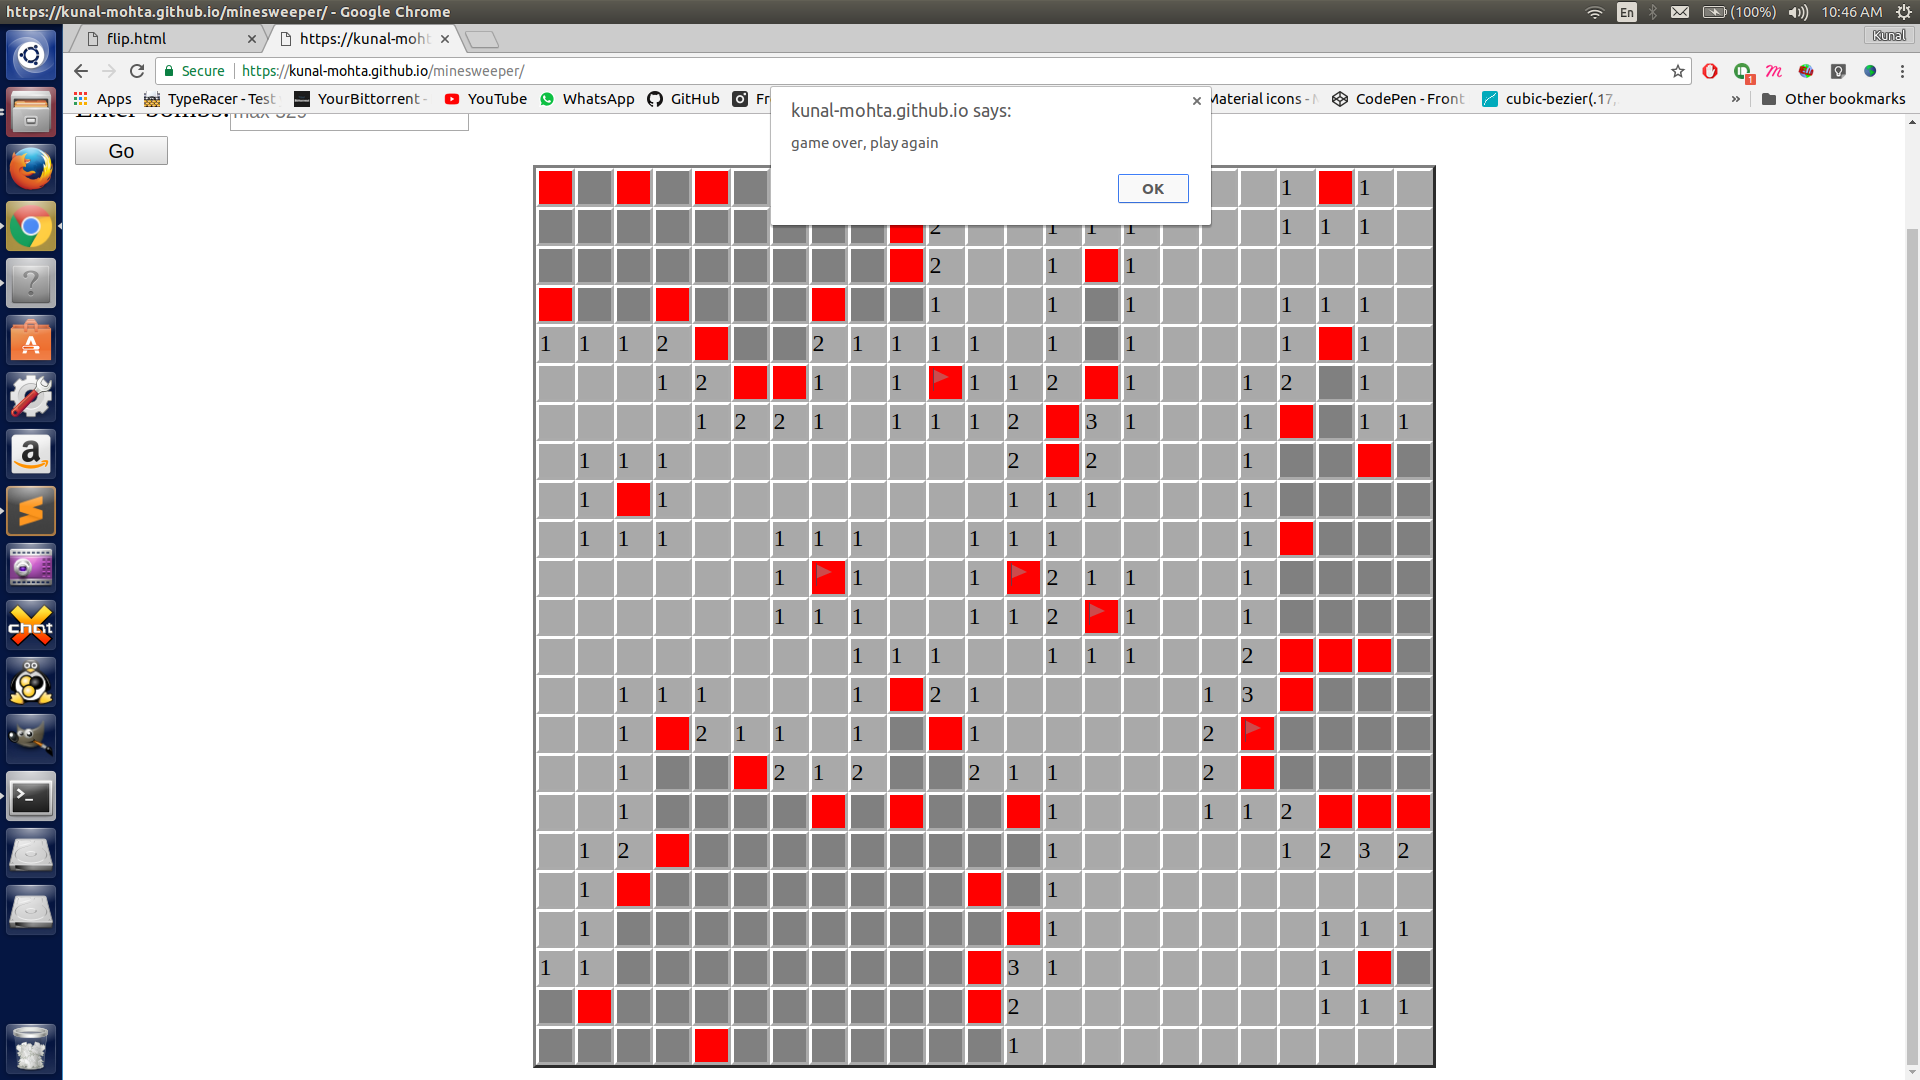 https://kunal-mohta.github.io/minesweeper/ - Google Chrome
En (100%) 10:46 AM
flip.html
https://kunal-moht
Kunal
Secure https://kunal-mohta.github.io/minesweeper/
1
Apps TypeRacer - Test YourBittorrent - YouTube WhatsApp GitHub Material icons - CodePen - Front cubic-bezier(.17, » Other bookmarks
kunal-mohta.github.io says:
game over, play again
OK
Go
1 1
2 1 1 1 1 1 1
2 1 1
1 1 1 1 1 1
1 1 1 2 2 1 1 1 1 1 1 1 1
1 2 1 1 1 1 2 1 1 2 1
1 2 2 1 1 1 1 2 3 1 1 1 1
1 1 1 2 2 1
1 1 1 1 1 1
1 1 1 1 1 1 1 1 1 1
1 1 1 2 1 1 1
1 1 1 1 1 2 1 1
1 1 1 1 1 1 2
1 1 1 1 2 1 1 3
1 2 1 1 1 1 2
1 2 1 2 2 1 1 2
1 1 1 1 2
1 2 1 1 2 3 2
1 1
1 1 1 1 1
1 1 3 1 1
2 1 1 1
1
chat